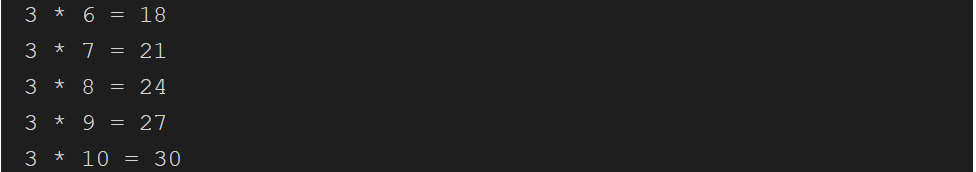 3 * 6 = 18
3 * 7 = 21
3 * 8 = 24
3 * 9 = 27
3 * 10 = 30